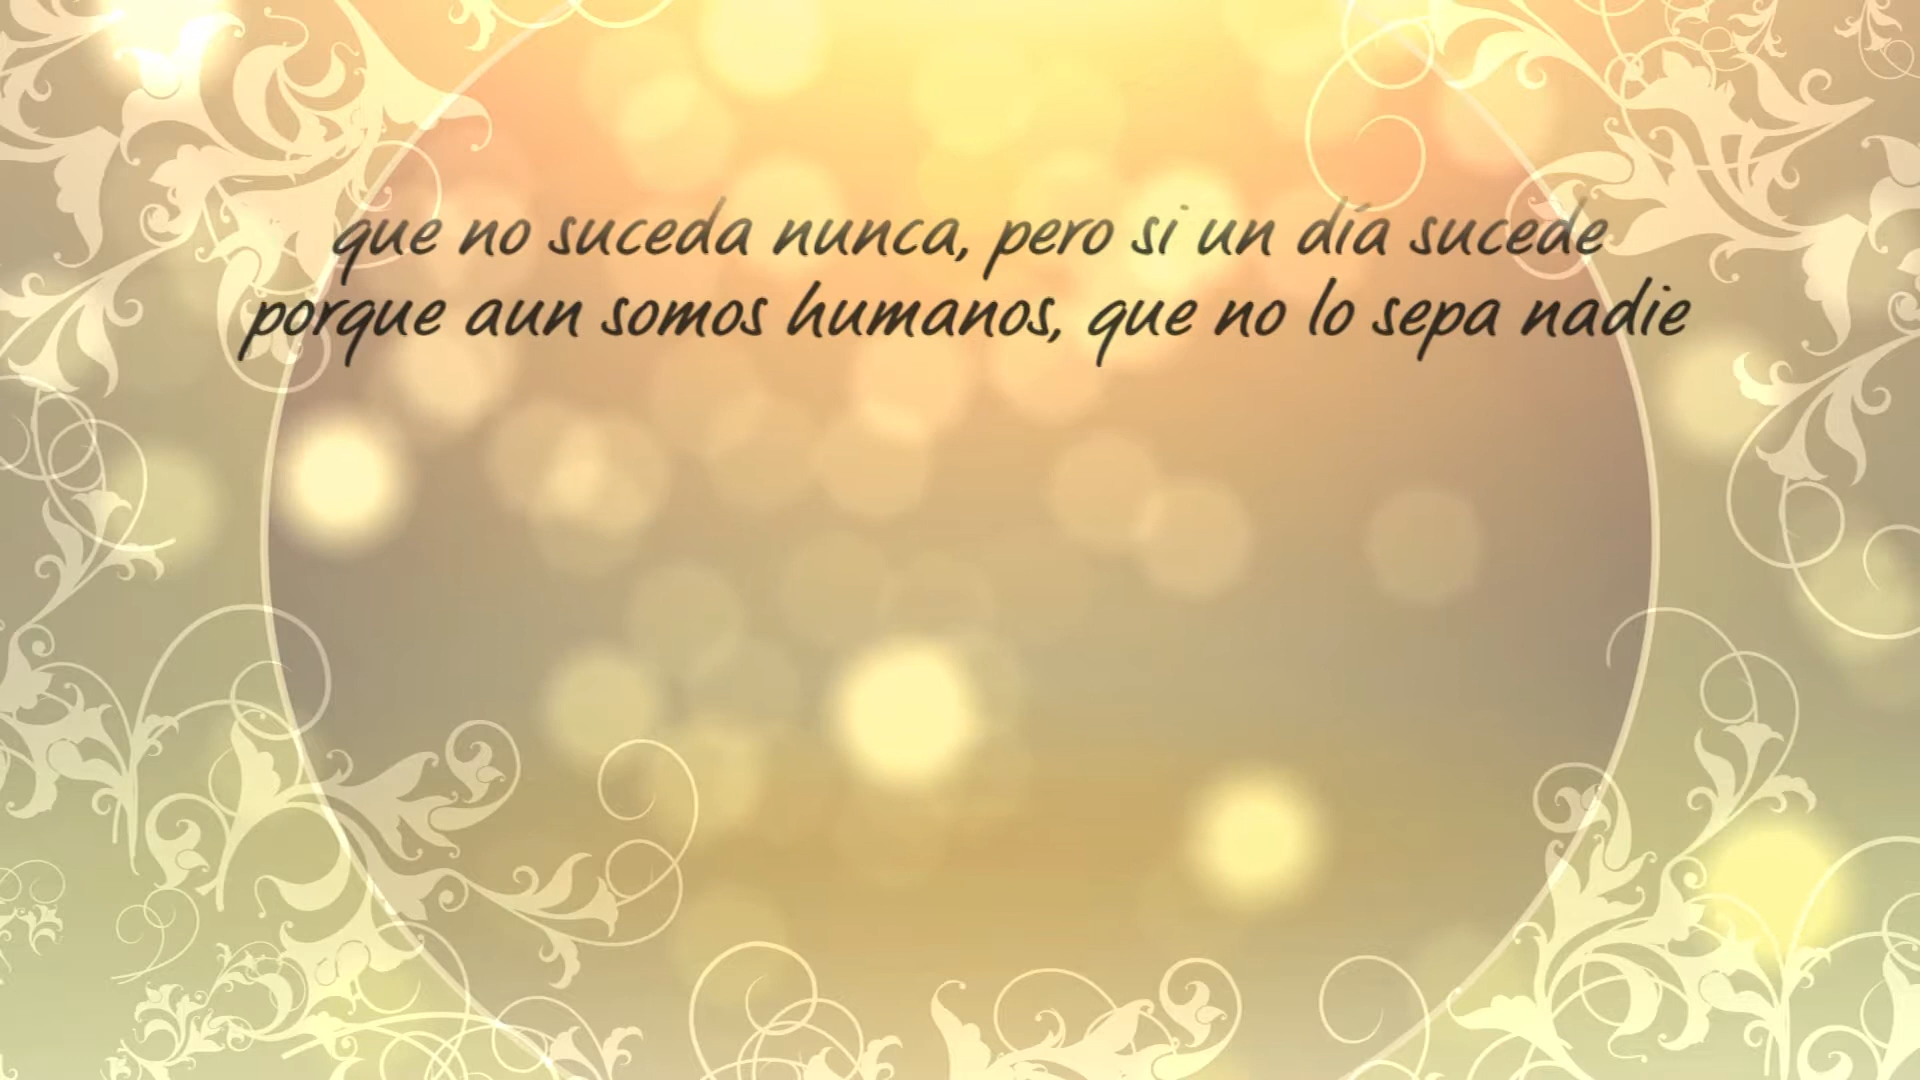 que no suceda nunca, pero si un día sucede
porque aun somos humanos, que no lo sepa nadie